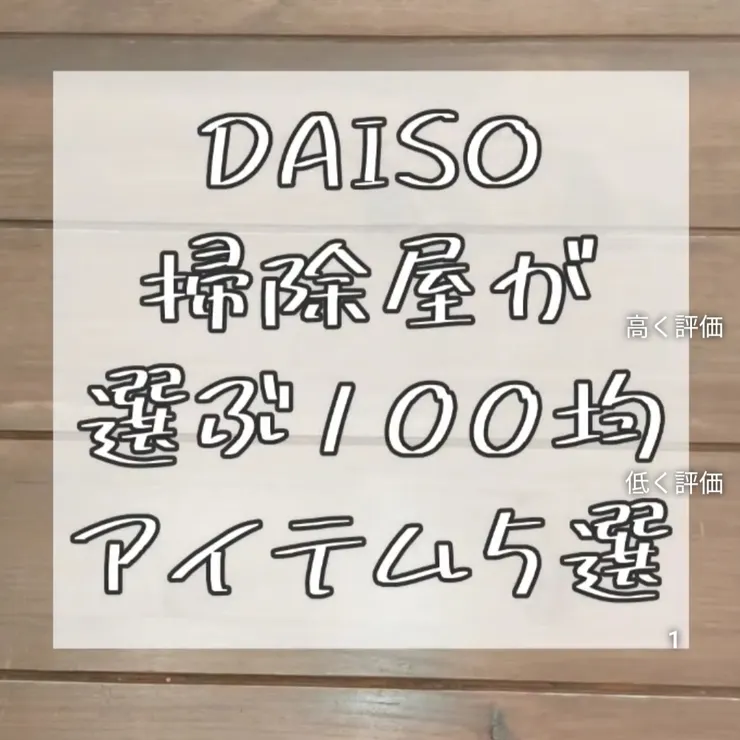 DAISO
掃除屋が
高く評価
選ぶ100均
低く評価
アイテム5選
1